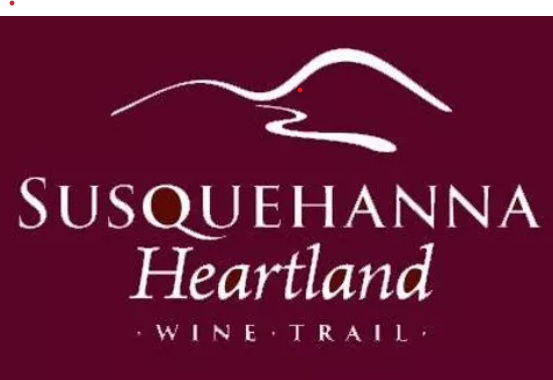 SUSQUEHANNA
Heartland
· WINE · TRAIL ·